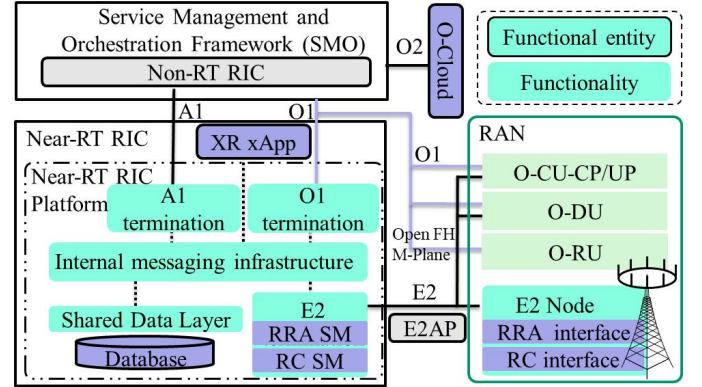 Service Management and
Orchestration Framework (SMO)
Non-RT RIC
O2
O-Cloud
Functional entity
Functionality
A1
O1
Near-RT RIC
XR xApp
Near-RT RIC
Platform
A1
termination
O1
termination
Internal messaging infrastructure
Shared Data Layer
Database
E2
RRA SM
RC SM
O1
Open FH
M-Plane
E2
E2AP
RAN
O-CU-CP/UP
O-DU
O-RU
E2 Node
RRA interface
RC interface